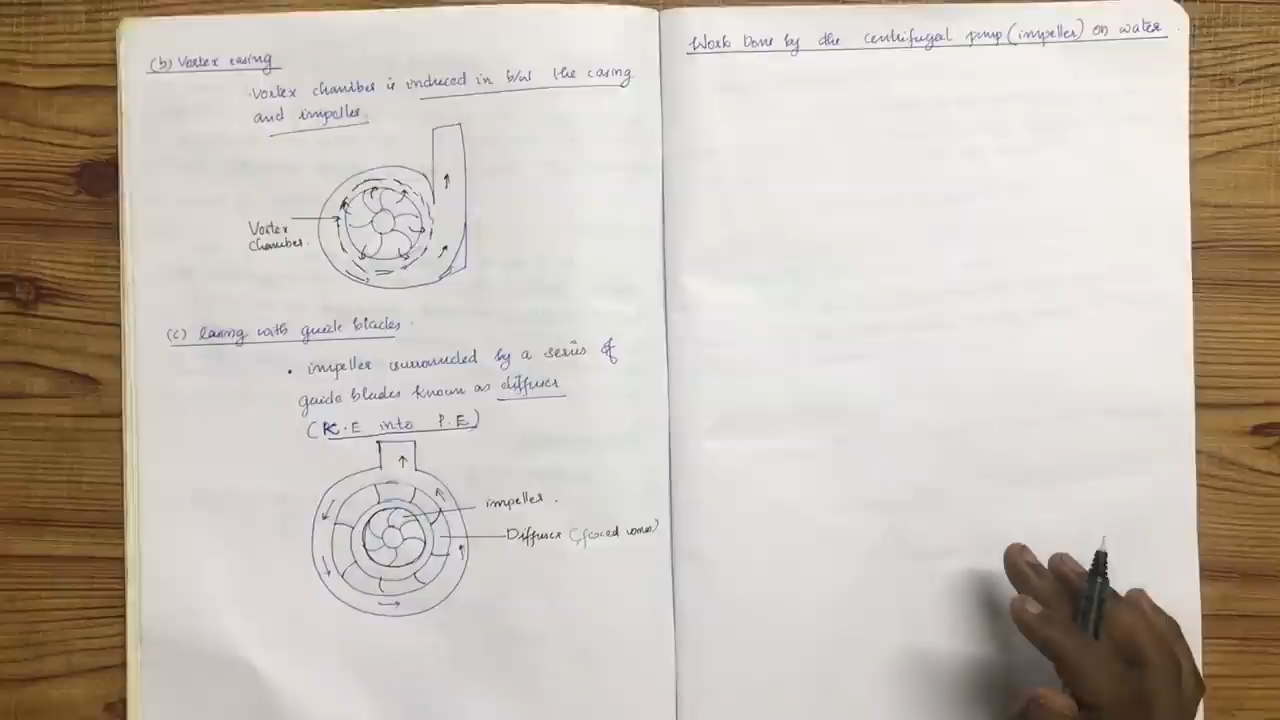 (b) Vortex casing
Vortex chamber is induced in b/w the casing
and impeller.
Vortex
chamber.
(c) Casing with guide blades.
• impeller surrounded by a series of
guide blades known as diffuser
(K.E into P.E)
impeller.
Diffuser (fixed vanes)
Work Done by the centrifugal pump (impeller) on water.